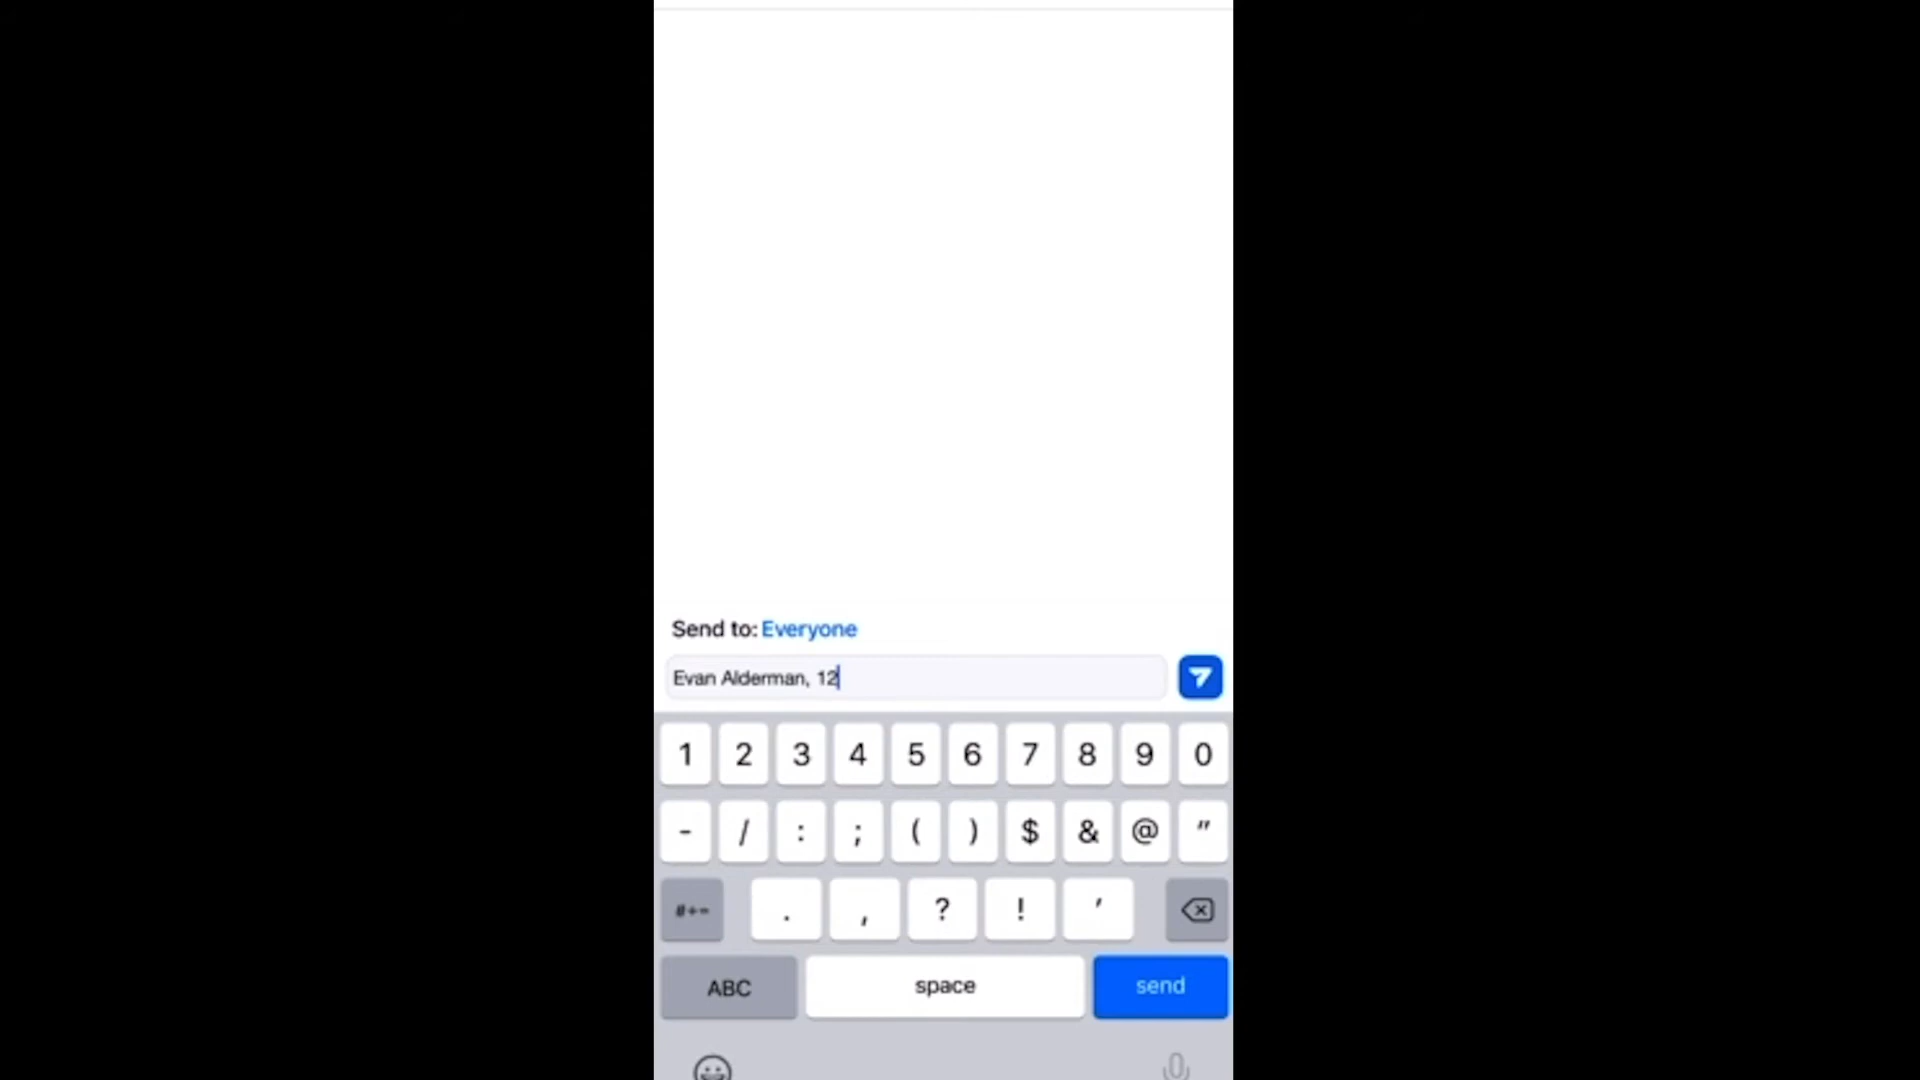 Send to: Everyone
Evan Alderman, 12
1 2 3 4 5 6 7 8 9 0
- / : ; ( ) $ & @ "
#+= . , ? ! '
ABC space send